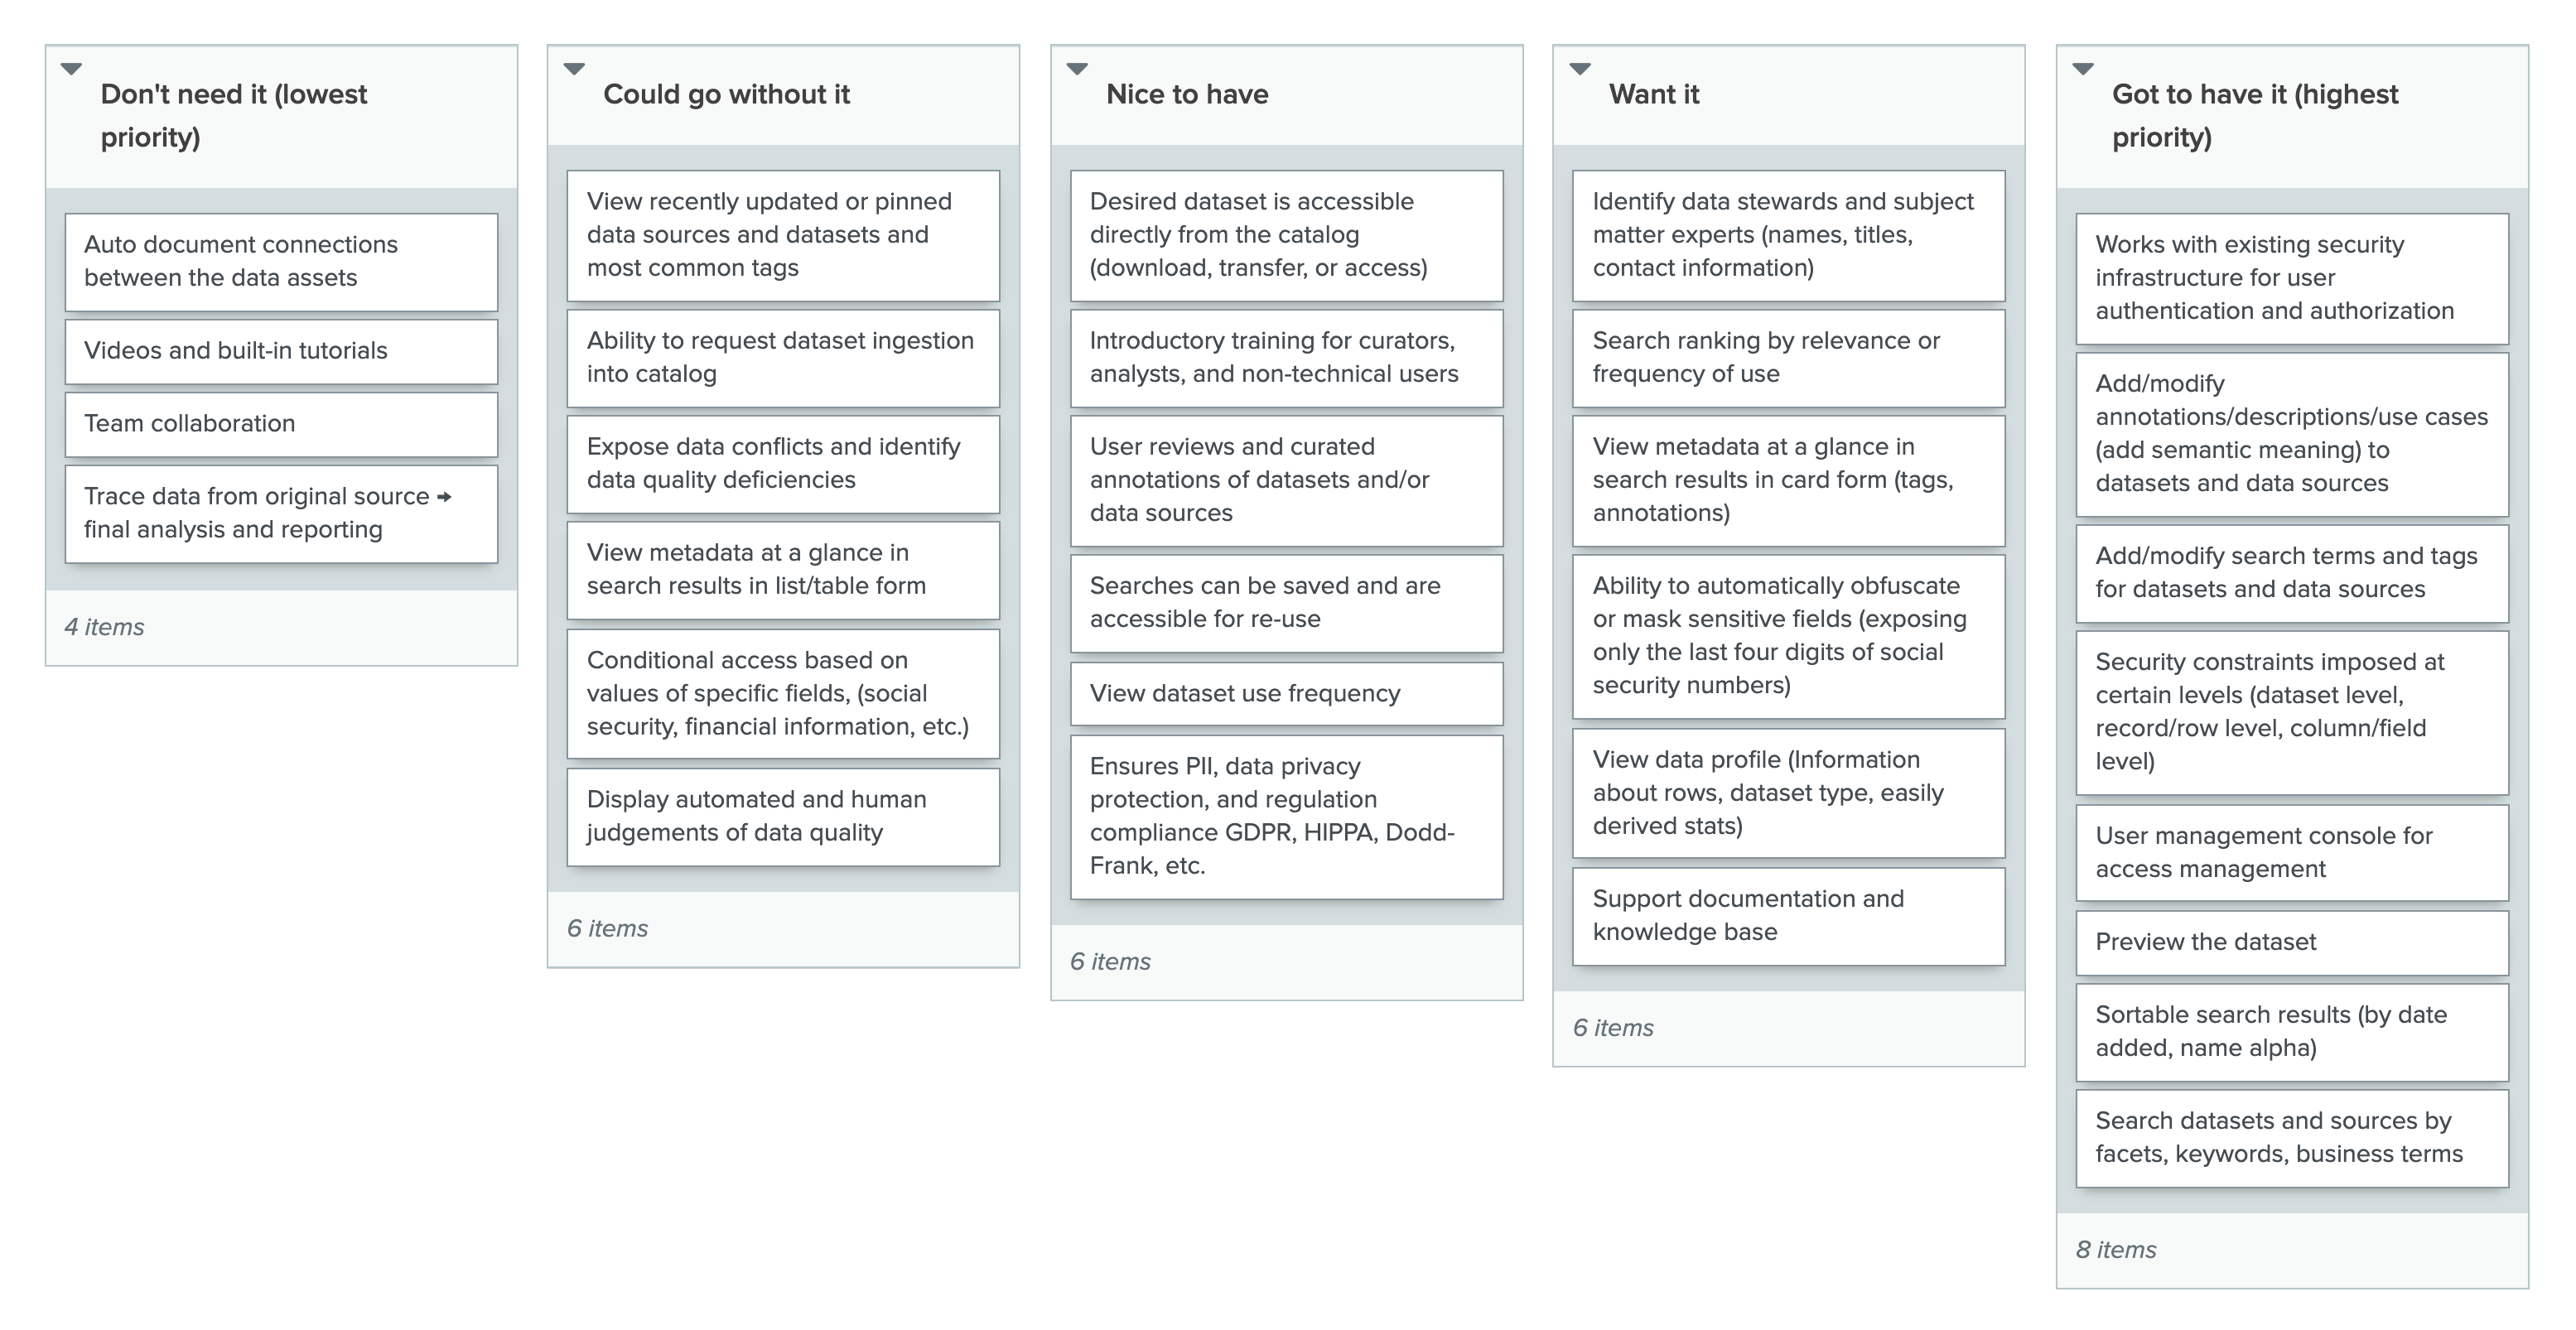 Don't need it (lowest
priority)
Auto document connections
between the data assets
Videos and built-in tutorials
Team collaboration
Trace data from original source ➔
final analysis and reporting
4 items
Could go without it
View recently updated or pinned
data sources and datasets and
most common tags
Ability to request dataset ingestion
into catalog
Expose data conflicts and identify
data quality deficiencies
View metadata at a glance in
search results in list/table form
Conditional access based on
values of specific fields, (social
security, financial information, etc.)
Display automated and human
judgements of data quality
6 items
Nice to have
Desired dataset is accessible
directly from the catalog
(download, transfer, or access)
Introductory training for curators,
analysts, and non-technical users
User reviews and curated
annotations of datasets and/or
data sources
Searches can be saved and are
accessible for re-use
View dataset use frequency
Ensures PII, data privacy
protection, and regulation
compliance GDPR, HIPPA, Dodd-
Frank, etc.
6 items
Want it
Identify data stewards and subject
matter experts (names, titles,
contact information)
Search ranking by relevance or
frequency of use
View metadata at a glance in
search results in card form (tags,
annotations)
Ability to automatically obfuscate
or mask sensitive fields (exposing
only the last four digits of social
security numbers)
View data profile (Information
about rows, dataset type, easily
derived stats)
Support documentation and
knowledge base
6 items
Got to have it (highest
priority)
Works with existing security
infrastructure for user
authentication and authorization
Add/modify
annotations/descriptions/use cases
(add semantic meaning) to
datasets and data sources
Add/modify search terms and tags
for datasets and data sources
Security constraints imposed at
certain levels (dataset level,
record/row level, column/field
level)
User management console for
access management
Preview the dataset
Sortable search results (by date
added, name alpha)
Search datasets and sources by
facets, keywords, business terms
8 items